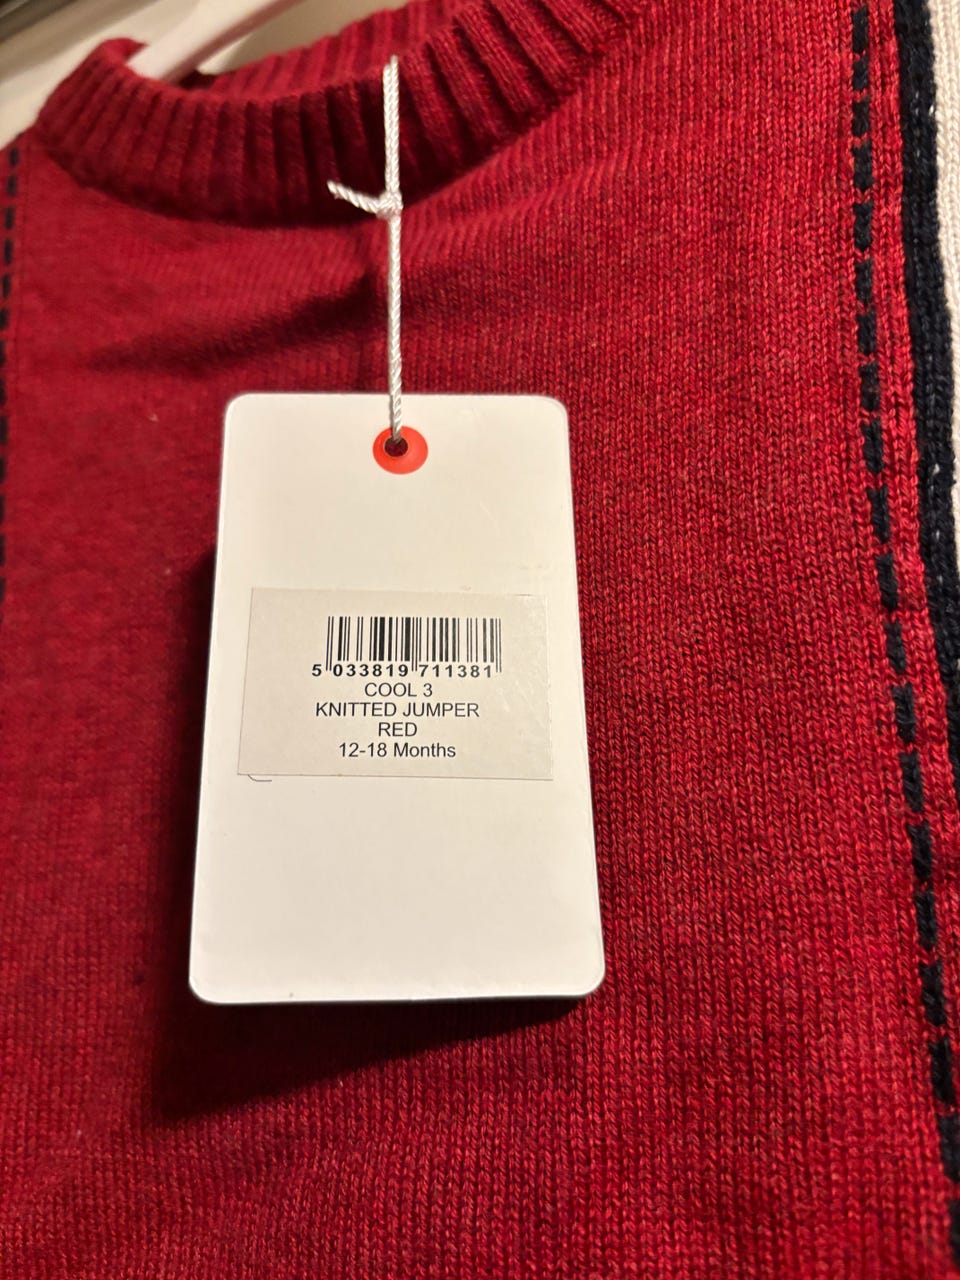 5 033819 711381
COOL 3
KNITTED JUMPER
RED
12-18 Months